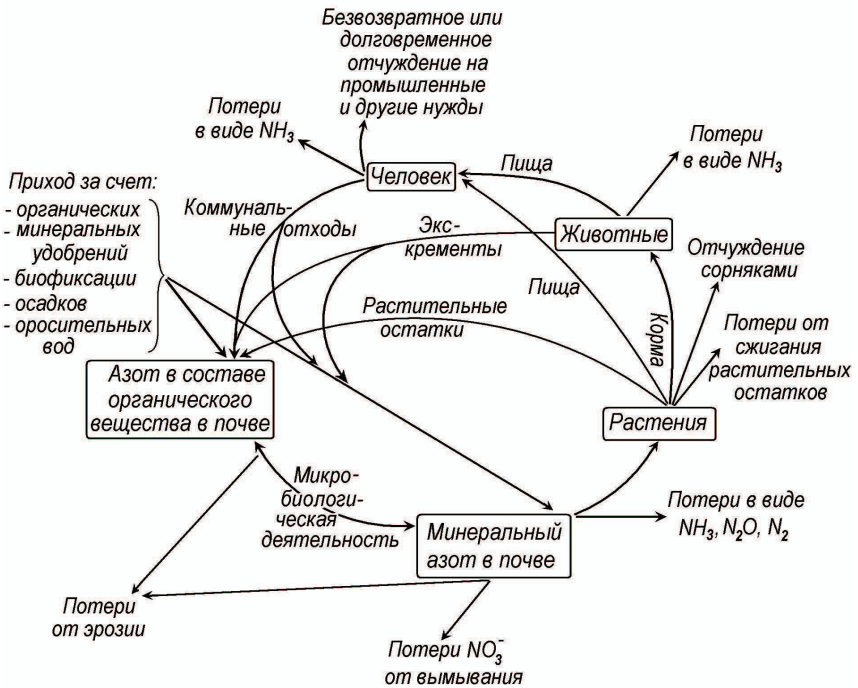 Безвозвратное или
долговременное
отчуждение на
промышленные
и другие нужды
Потери
в виде NH₃
Потери
в виде NH₃
Человек
Пища
Приход за счет:
- органических
- минеральных
удобрений
- биофиксации
- осадков
- оросительных
вод
Коммуналь-
ные отходы
Экс-
кременты
Животные
Отчуждение
сорняками
Пища
Растительные
остатки
Корма
Потери от
сжигания
растительных
остатков
Азот в составе
органического
вещества в почве
Растения
Микро-
биологи-
ческая
деятельность
Минеральный
азот в почве
Потери в виде
NH₃, N₂O, N₂
Потери
от эрозии
Потери NO₃⁻
от вымывания